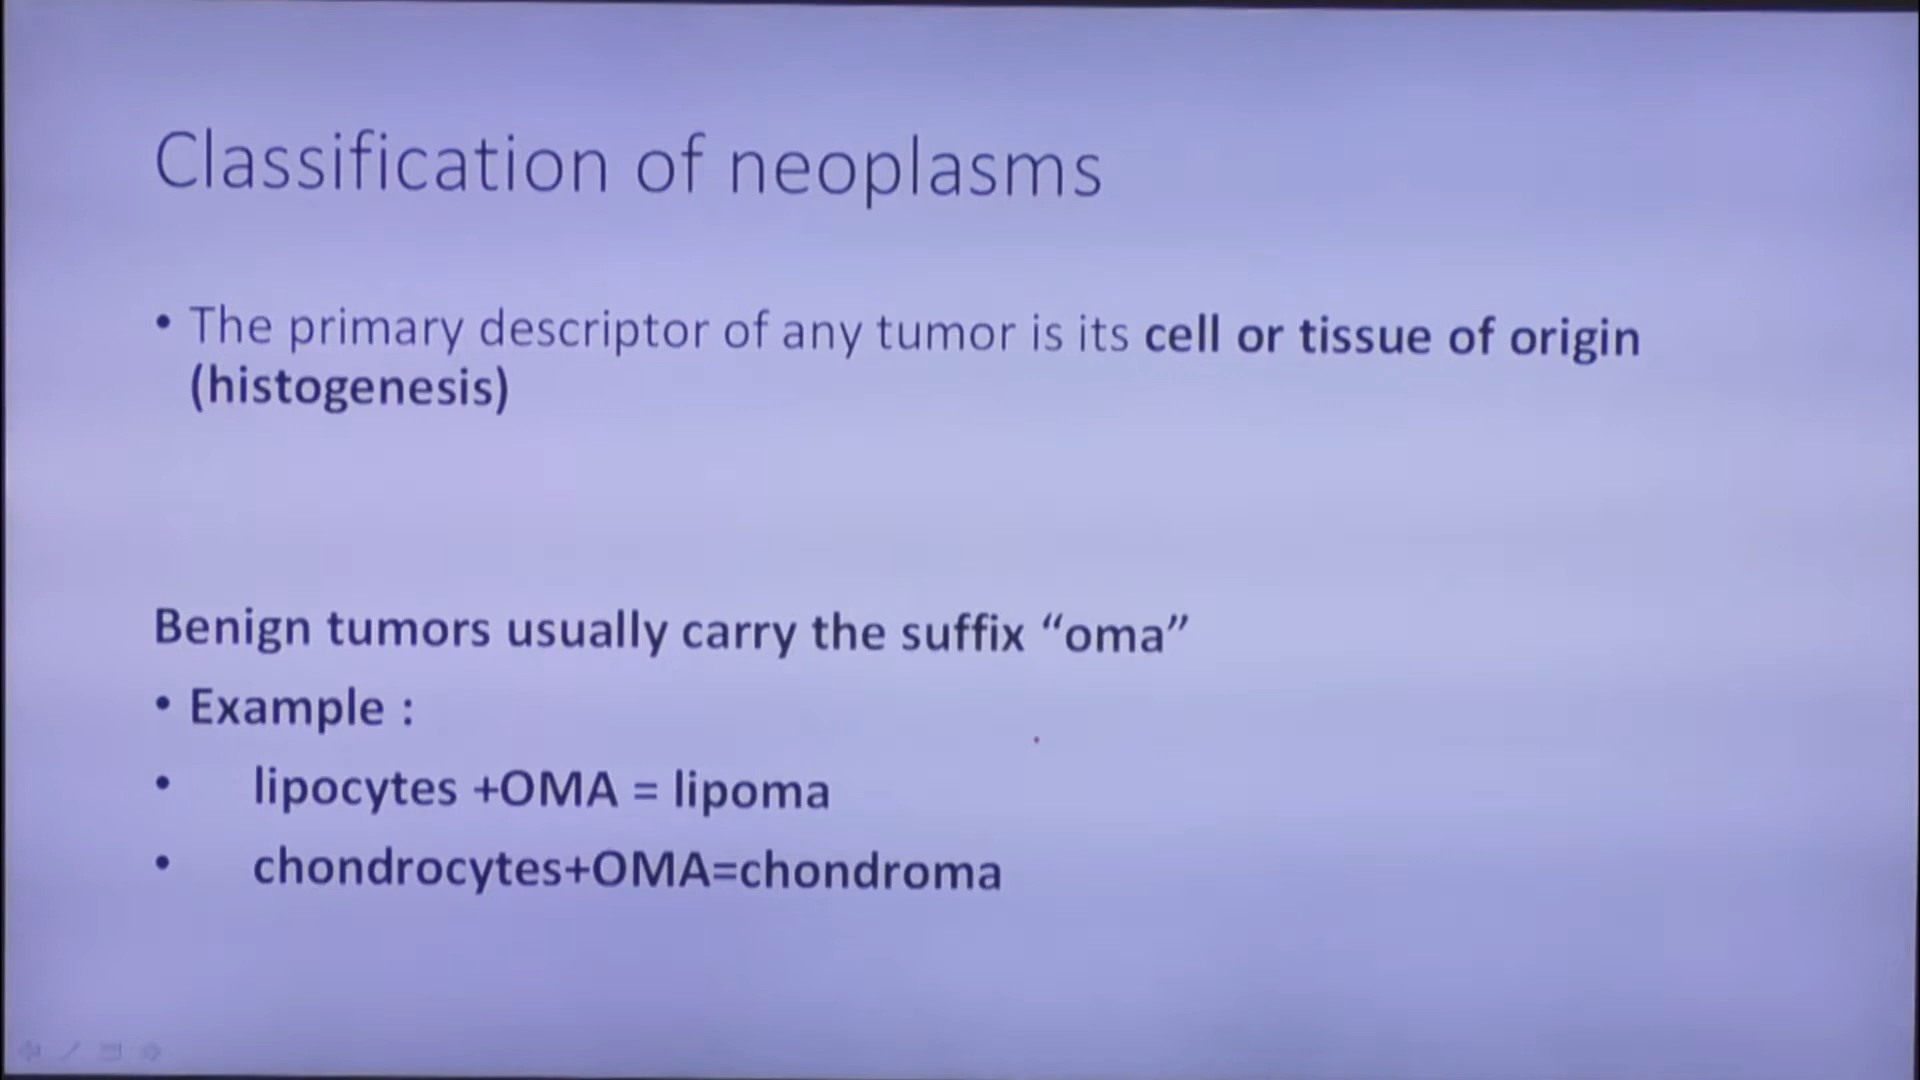 Classification of neoplasms
• The primary descriptor of any tumor is its cell or tissue of origin
(histogenesis)
Benign tumors usually carry the suffix “oma”
• Example :
• lipocytes +OMA = lipoma
• chondrocytes+OMA=chondroma